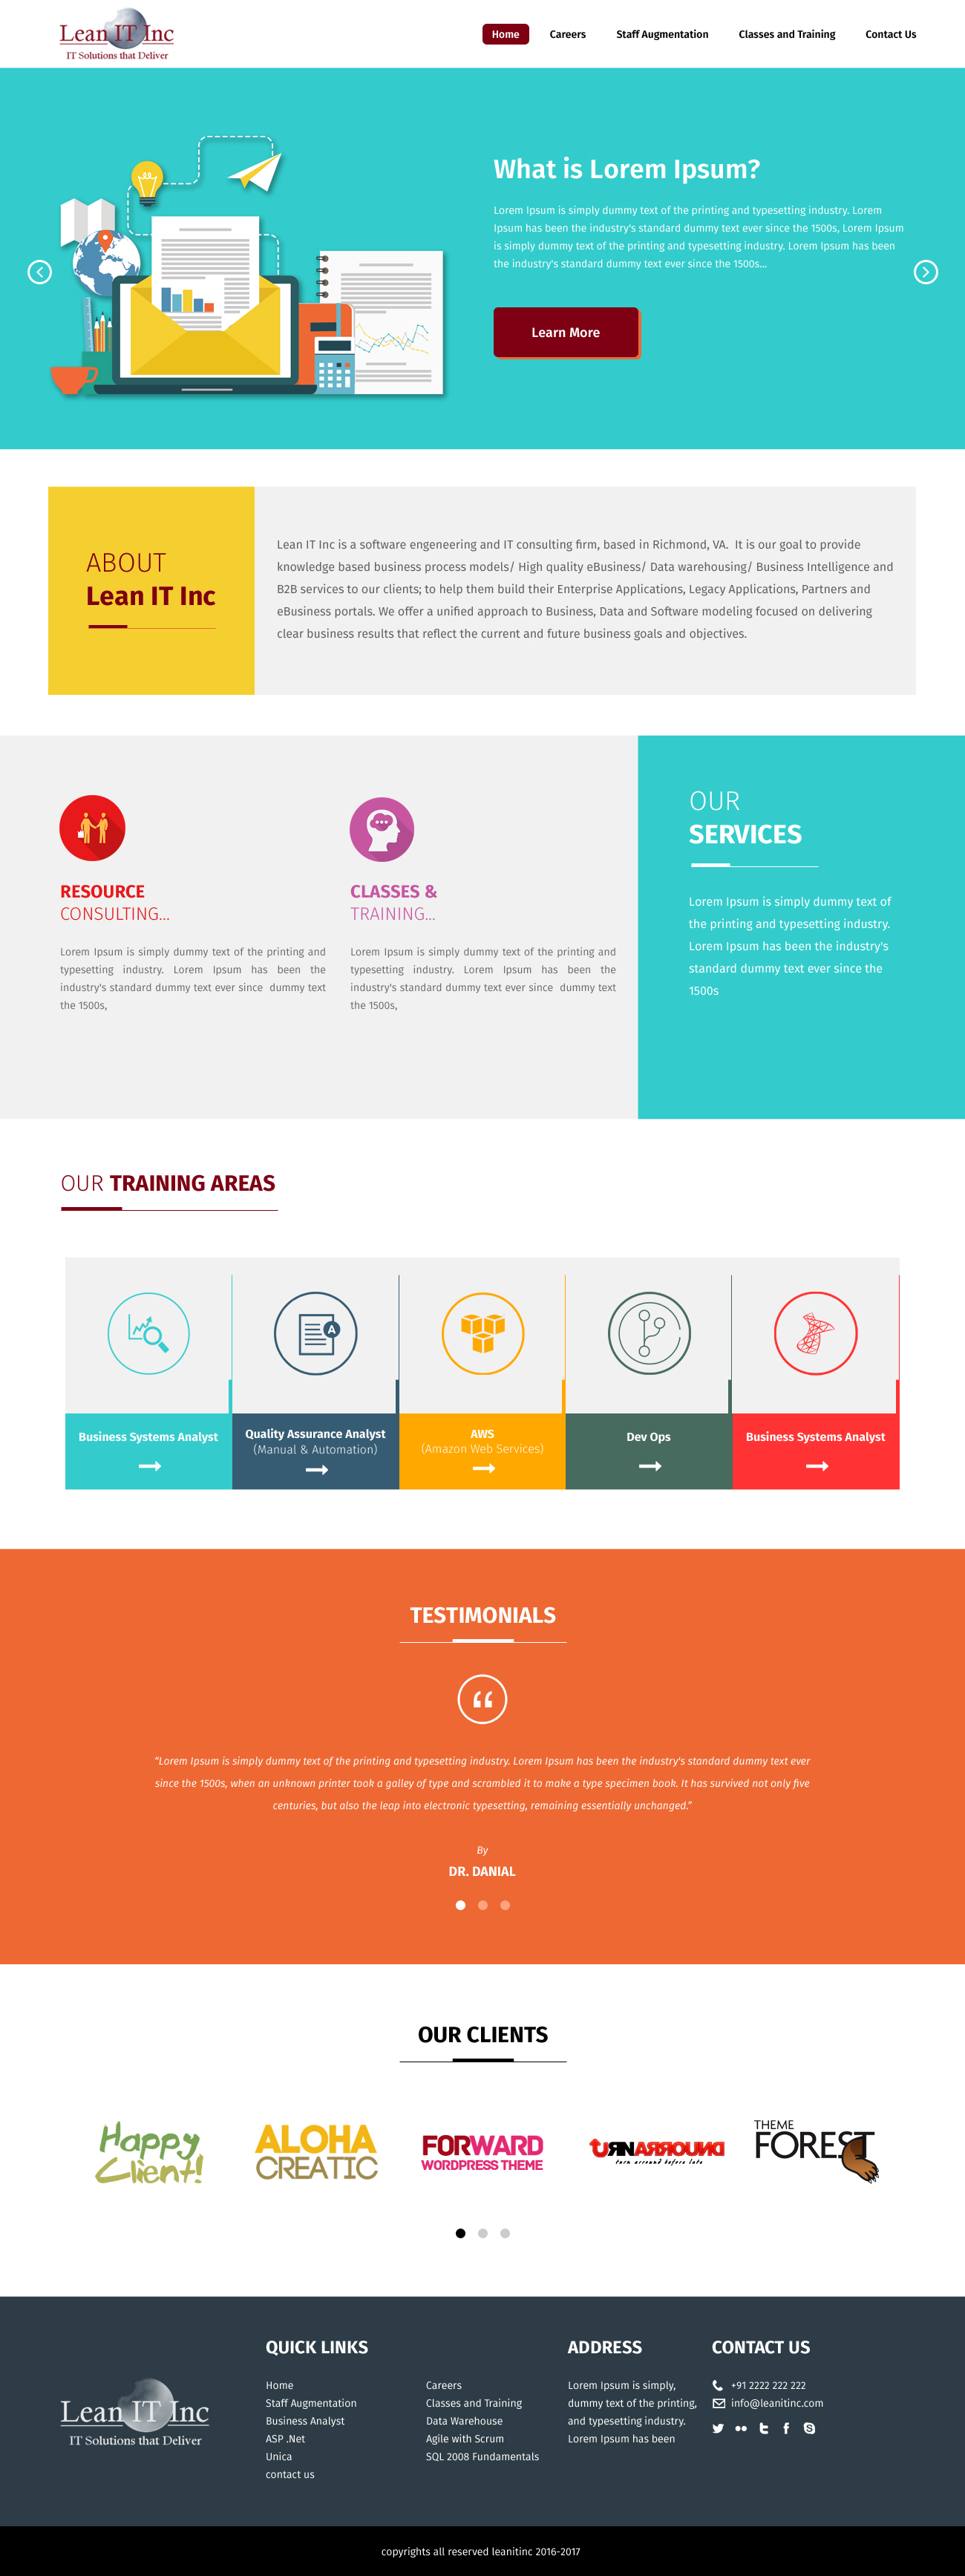 Lean IT Inc
IT Solutions that Deliver
Home
Careers
Staff Augmentation
Classes and Training
Contact Us
What is Lorem Ipsum?
Lorem Ipsum is simply dummy text of the printing and typesetting industry. Lorem
Ipsum has been the industry's standard dummy text ever since the 1500s, Lorem Ipsum
is simply dummy text of the printing and typesetting industry. Lorem Ipsum has been
the industry's standard dummy text ever since the 1500s...
Learn More
ABOUT
Lean IT Inc
Lean IT Inc is a software engeneering and IT consulting firm, based in Richmond, VA.  It is our goal to provide
knowledge based business process models/ High quality eBusiness/ Data warehousing/ Business Intelligence and
B2B services to our clients; to help them build their Enterprise Applications, Legacy Applications, Partners and
eBusiness portals. We offer a unified approach to Business, Data and Software modeling focused on delivering
clear business results that reflect the current and future business goals and objectives.
RESOURCE
CONSULTING...
Lorem Ipsum is simply dummy text of the printing and
typesetting industry. Lorem Ipsum has been the
industry's standard dummy text ever since  dummy text
the 1500s,
CLASSES &
TRAINING...
Lorem Ipsum is simply dummy text of the printing and
typesetting industry. Lorem Ipsum has been the
industry's standard dummy text ever since  dummy text
the 1500s,
OUR
SERVICES
Lorem Ipsum is simply dummy text of
the printing and typesetting industry.
Lorem Ipsum has been the industry's
standard dummy text ever since the
1500s
OUR TRAINING AREAS
A
Business Systems Analyst
Quality Assurance Analyst
(Manual & Automation)
AWS
(Amazon Web Services)
Dev Ops
Business Systems Analyst
TESTIMONIALS
“
“Lorem Ipsum is simply dummy text of the printing and typesetting industry. Lorem Ipsum has been the industry's standard dummy text ever
since the 1500s, when an unknown printer took a galley of type and scrambled it to make a type specimen book. It has survived not only five
centuries, but also the leap into electronic typesetting, remaining essentially unchanged.”
By
DR. DANIAL
OUR CLIENTS
Happy
Client!
ALOHA
CREATIC
FORWARD
WORDPRESS THEME
TURNARROUND
turn arround before late
THEME
FOREST
Lean IT Inc
IT Solutions that Deliver
QUICK LINKS
Home
Staff Augmentation
Business Analyst
ASP .Net
Unica
contact us
Careers
Classes and Training
Data Warehouse
Agile with Scrum
SQL 2008 Fundamentals
ADDRESS
Lorem Ipsum is simply,
dummy text of the printing,
and typesetting industry.
Lorem Ipsum has been
CONTACT US
+91 2222 222 222
info@leanitinc.com
copyrights all reserved leanitinc 2016-2017